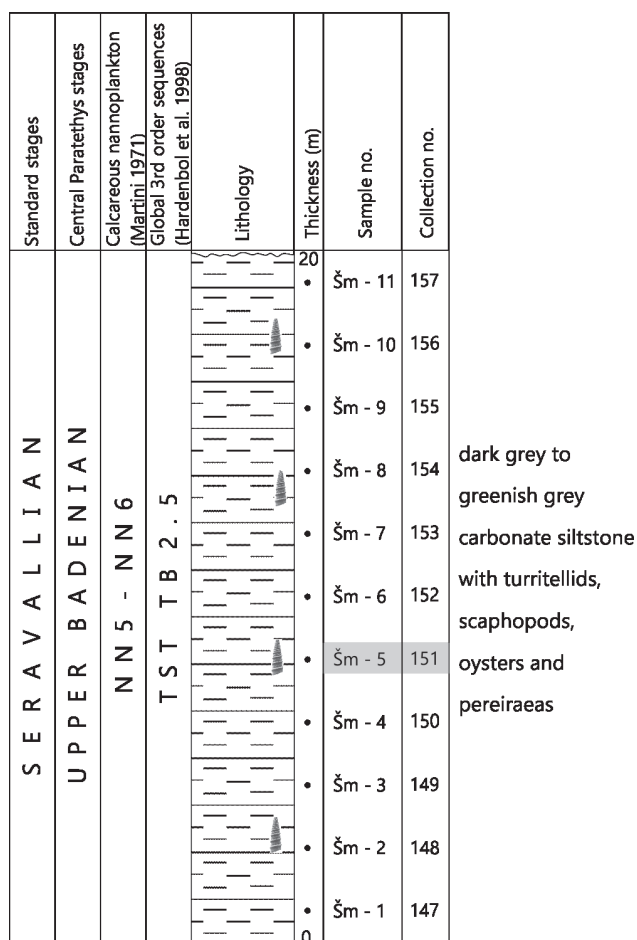 Standard stages
Central Paratethys stages
Calcareous nannoplankton
(Martini 1971)
Global 3rd order sequences
(Hardenbol et al. 1998)
Lithology
Thickness (m)
Sample no.
Collection no.
SERAVALLIAN
UPPER BADENIAN
NN5 - NN6
TST TB 2.5
20
Šm - 11 157
Šm - 10 156
Šm - 9 155
Šm - 8 154
Šm - 7 153
Šm - 6 152
Šm - 5 151
Šm - 4 150
Šm - 3 149
Šm - 2 148
Šm - 1 147
0
dark grey to
greenish grey
carbonate siltstone
with turritellids,
scaphopods,
oysters and
pereiraeas